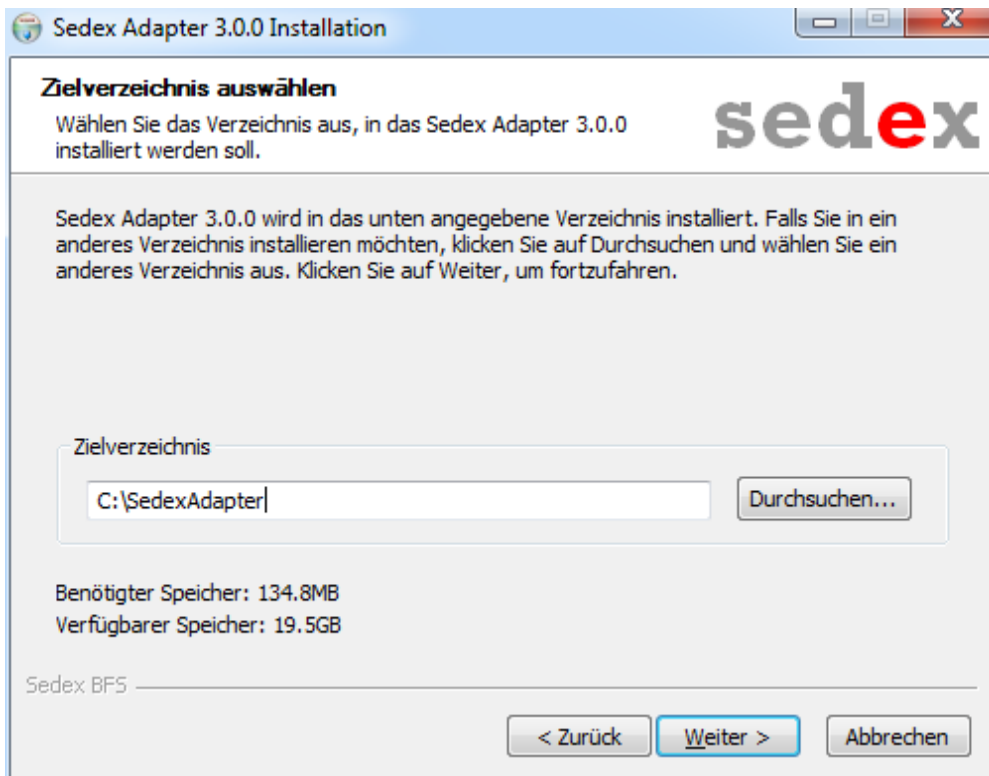 Sedex Adapter 3.0.0 Installation
Zielverzeichnis auswählen
Wählen Sie das Verzeichnis aus, in das Sedex Adapter 3.0.0
installiert werden soll.
sedex
Sedex Adapter 3.0.0 wird in das unten angegebene Verzeichnis installiert. Falls Sie in ein
anderes Verzeichnis installieren möchten, klicken Sie auf Durchsuchen und wählen Sie ein
anderes Verzeichnis aus. Klicken Sie auf Weiter, um fortzufahren.
Zielverzeichnis
C:\SedexAdapter
Durchsuchen...
Benötigter Speicher: 134.8MB
Verfügbarer Speicher: 19.5GB
Sedex BFS
< Zurück
Weiter >
Abbrechen